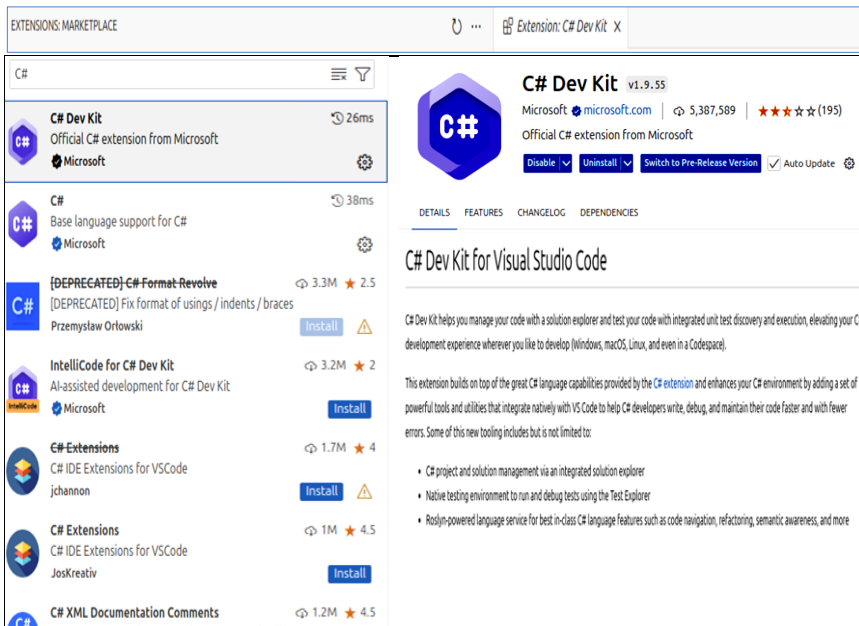 EXTENSIONS: MARKETPLACE
Extension: C# Dev Kit
C#
C# Dev Kit
26ms
Official C# extension from Microsoft
Microsoft
C#
C#
38ms
Base language support for C#
Microsoft
C#
[DEPRECATED] C# Format Revolve
3.3M
2.5
[DEPRECATED] Fix format of usings / indents / braces
Przemysław Orłowski
Install
C#
IntelliCode for C# Dev Kit
3.2M
2
AI-assisted development for C# Dev Kit
Microsoft
Install
C#
IntelliCode
C# Extensions
1.7M
4
C# IDE Extensions for VSCode
jchannon
Install
C# Extensions
1M
4.5
C# IDE Extensions for VSCode
JosKreativ
Install
C# XML Documentation Comments
1.2M
4.5
C#
C#
C# Dev Kit
v1.9.55
Microsoft
microsoft.com
5,387,589
(195)
Official C# extension from Microsoft
Disable
Uninstall
Switch to Pre-Release Version
Auto Update
DETAILS
FEATURES
CHANGELOG
DEPENDENCIES
C# Dev Kit for Visual Studio Code
C# Dev Kit helps you manage your code with a solution explorer and test your code with integrated unit test discovery and execution, elevating your C
development experience wherever you like to develop (Windows, macOS, Linux, and even in a Codespace).
This extension builds on top of the great C# language capabilities provided by the C# extension and enhances your C# environment by adding a set of
powerful tools and utilities that integrate natively with VS Code to help C# developers write, debug, and maintain their code faster and with fewer
errors. Some of this new tooling includes but is not limited to:
• C# project and solution management via an integrated solution explorer
• Native testing environment to run and debug tests using the Test Explorer
• Roslyn-powered language service for best in-class C# language features such as code navigation, refactoring, semantic awareness, and more